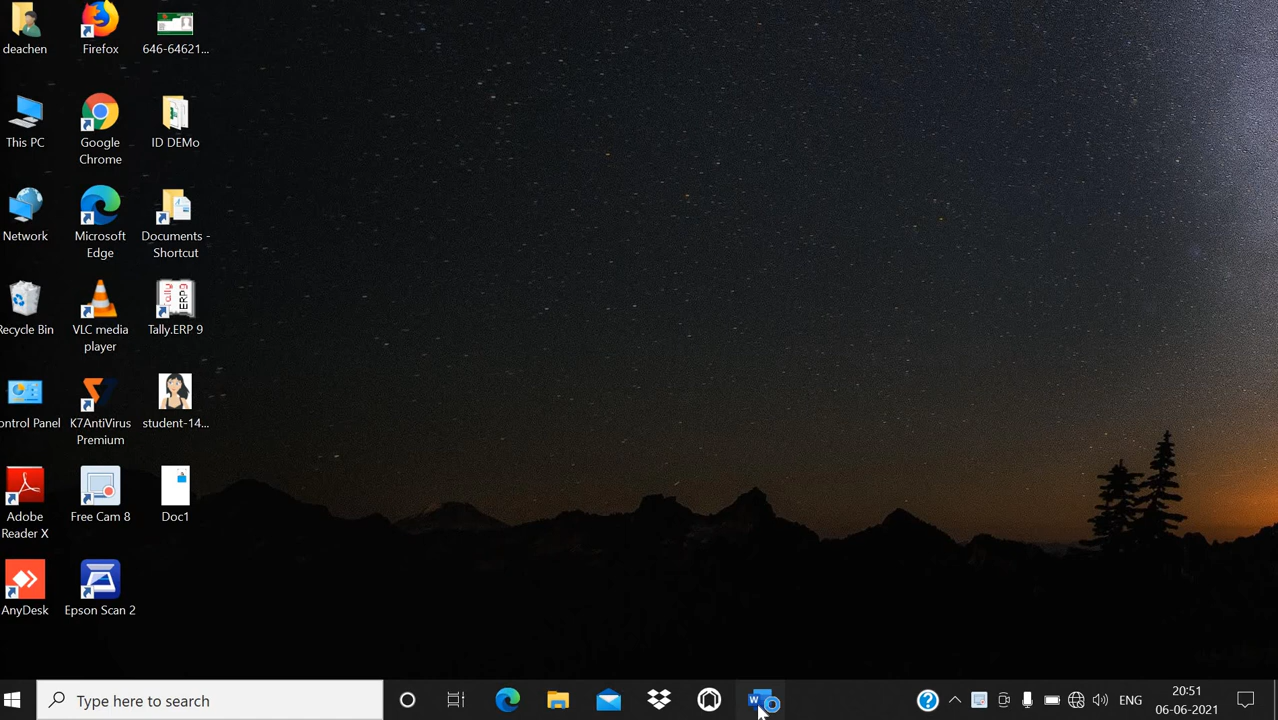 deachen
Firefox
646-64621...
This PC
Google
Chrome
ID DEMo
Network
Microsoft
Edge
Documents -
Shortcut
Recycle Bin
VLC media
player
Tally.ERP 9
Tally
ERP9
ontrol Panel
K7AntiVirus
Premium
student-14...
Adobe
Reader X
Free Cam 8
Doc1
AnyDesk
Epson Scan 2
Type here to search
W
ENG
20:51
06-06-2021